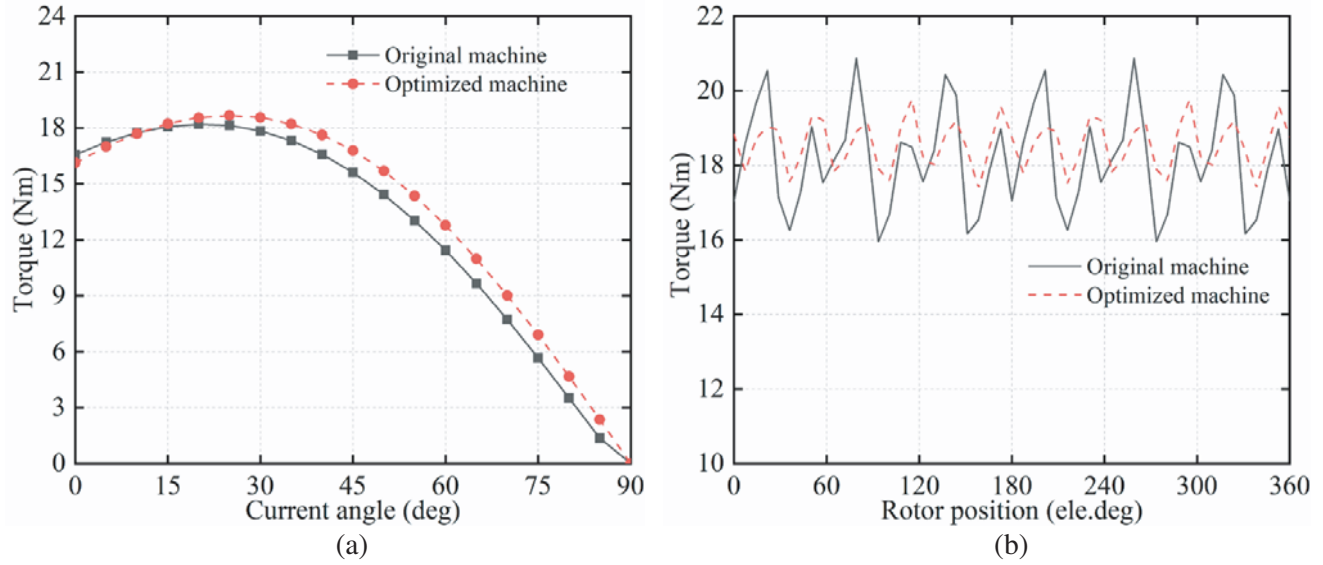 24
21
18
15
12
9
6
3
0
Torque (Nm)
Original machine
Optimized machine
0 15 30 45 60 75 90
Current angle (deg)
(a)
22
20
18
16
14
12
10
Torque (Nm)
Original machine
Optimized machine
0 60 120 180 240 300 360
Rotor position (ele.deg)
(b)